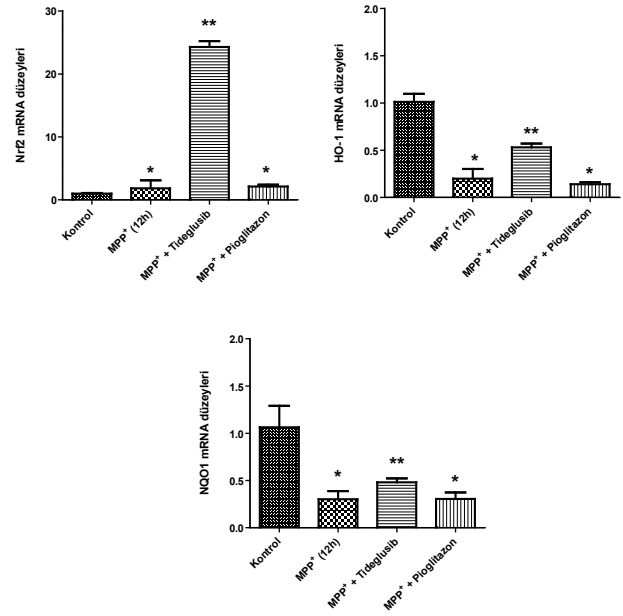 Nrf2 mRNA düzeyleri
30
20
10
0
**
*
*
Kontrol
MPP⁺ (12h)
MPP⁺ + Tideglusib
MPP⁺ + Pioglitazon
HO-1 mRNA düzeyleri
2.0
1.5
1.0
0.5
0.0
*
**
*
Kontrol
MPP⁺ (12h)
MPP⁺ + Tideglusib
MPP⁺ + Pioglitazon
NQO1 mRNA düzeyleri
2.0
1.5
1.0
0.5
0.0
*
**
*
Kontrol
MPP⁺ (12h)
MPP⁺ + Tideglusib
MPP⁺ + Pioglitazon